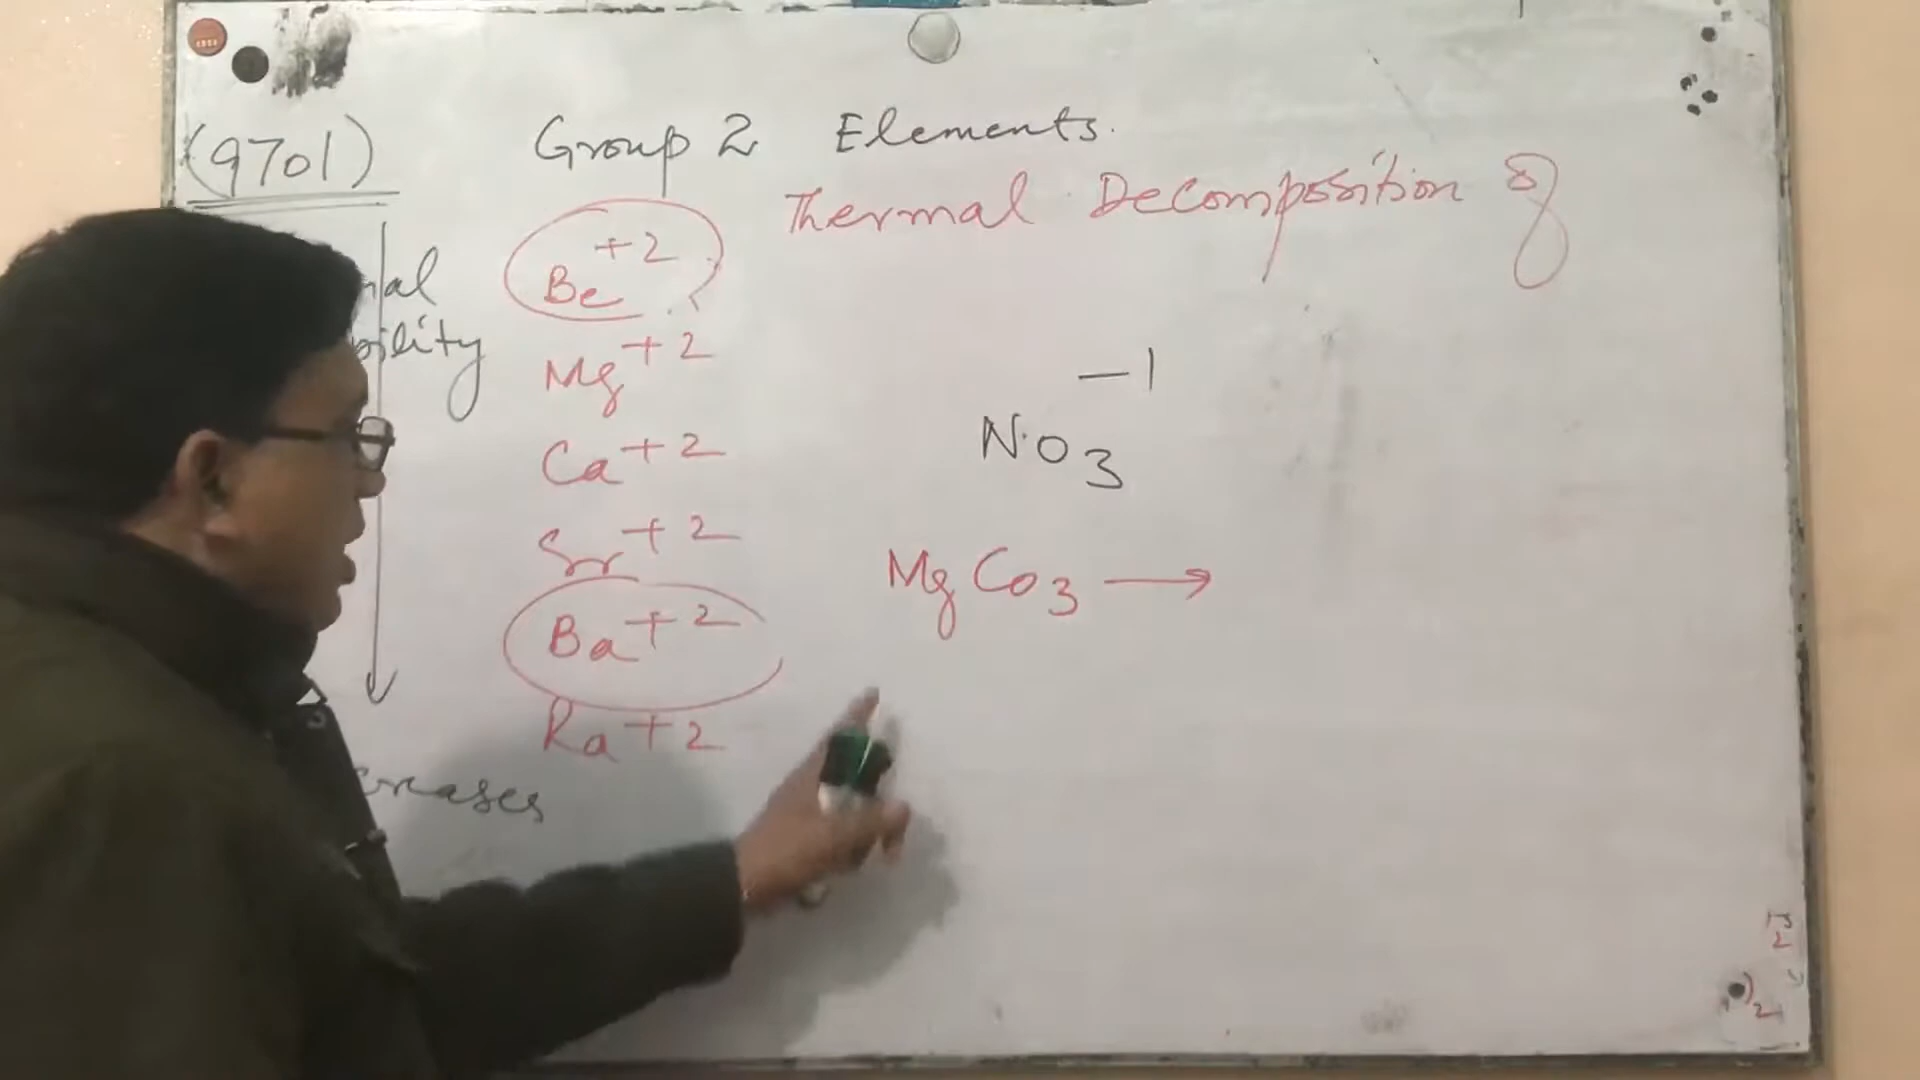 (9701)
Group 2 Elements.
Thermal Decomposition of
Be +2
Mg +2
Ca +2
Sr +2
Ba +2
Ra +2
NO3 -1
MgCo3 →